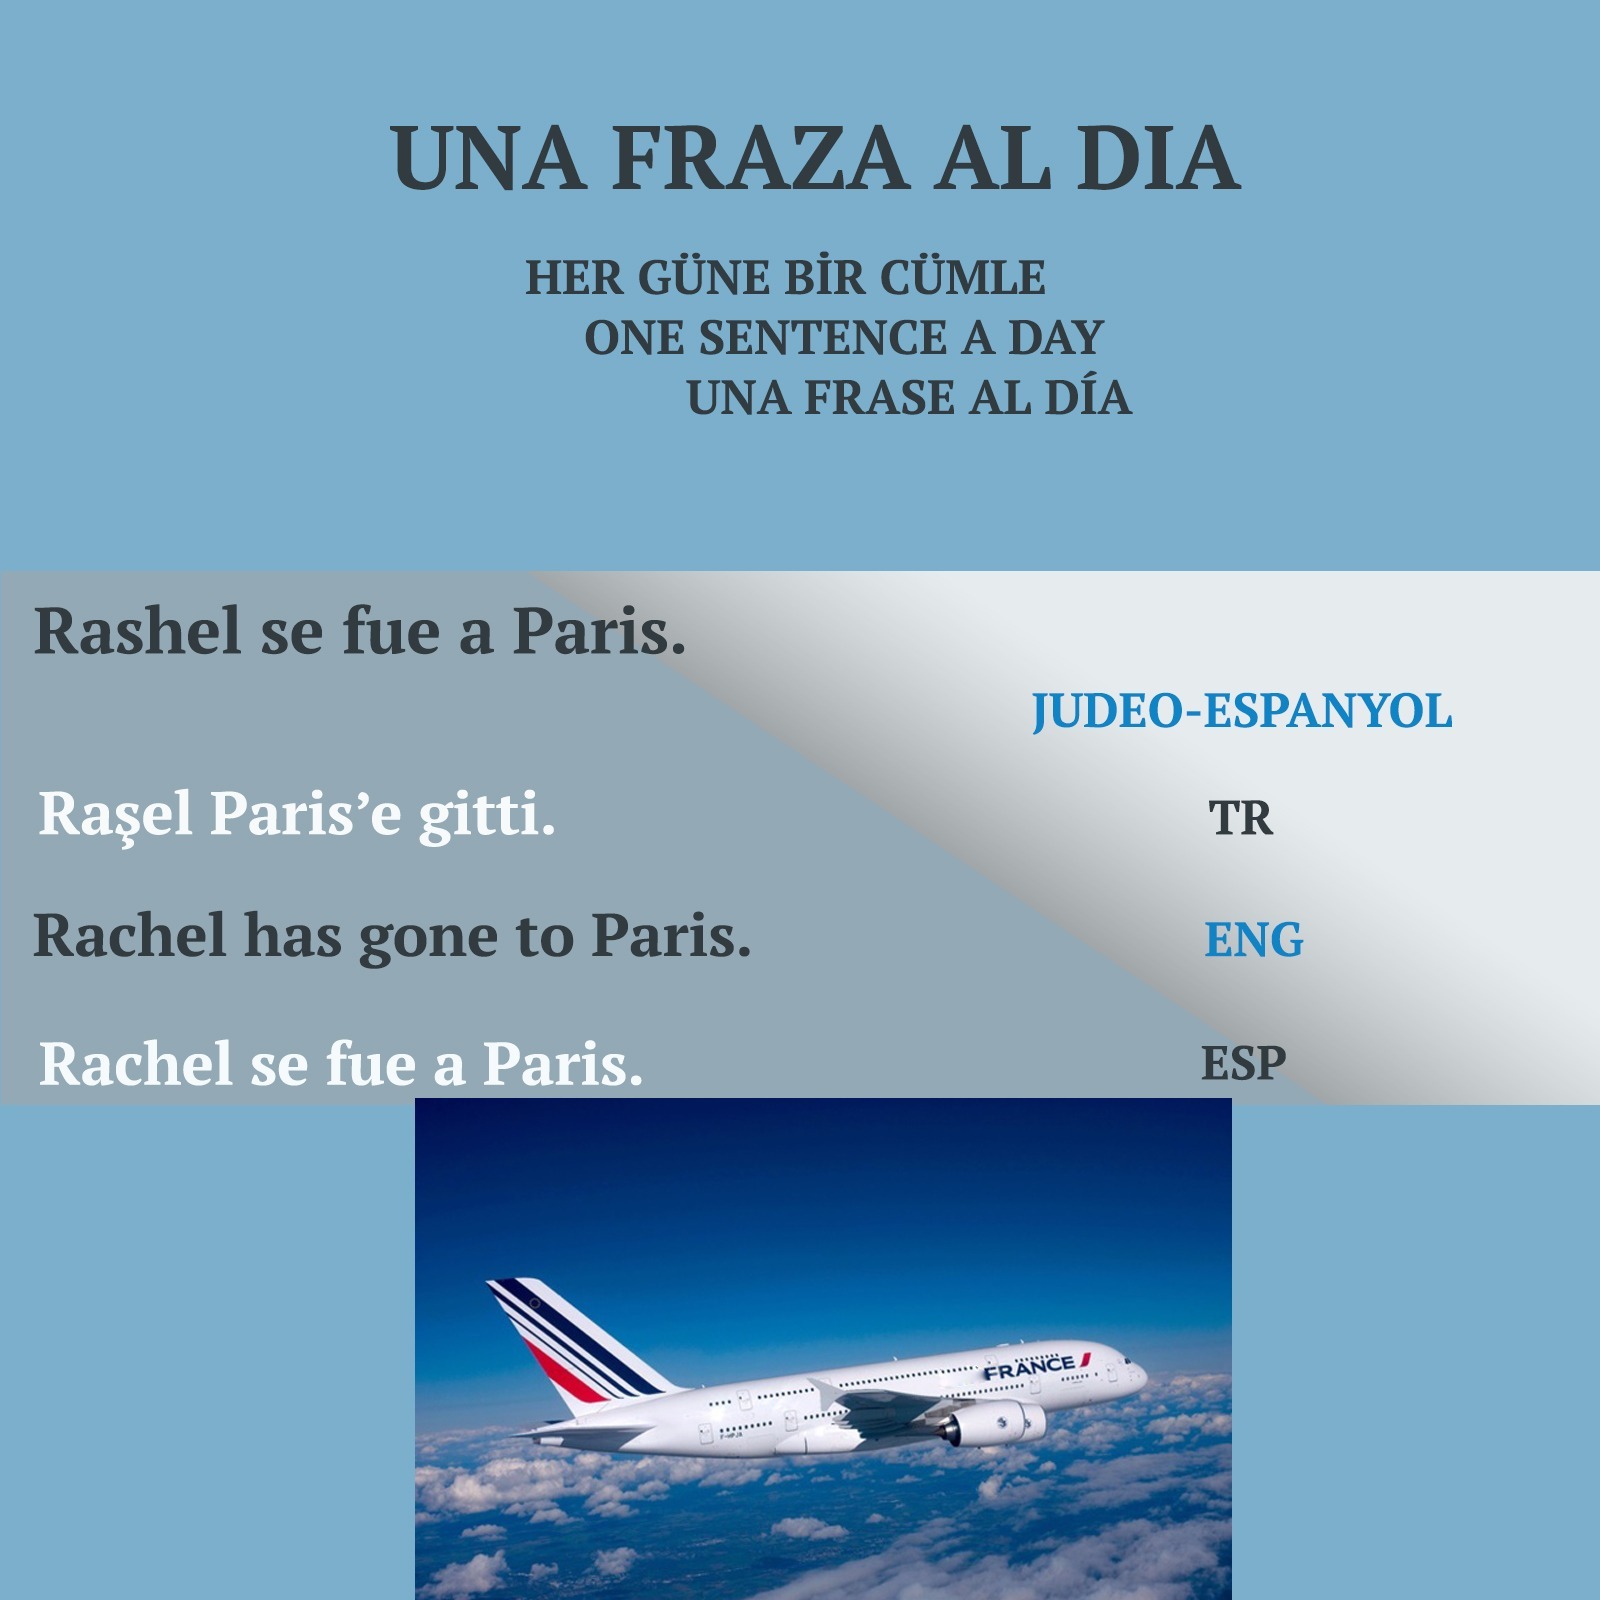 UNA FRAZA AL DIA
HER GÜNE BİR CÜMLE
ONE SENTENCE A DAY
UNA FRASE AL DÍA
Rashel se fue a Paris.
JUDEO-ESPANYOL
Raşel Paris’e gitti.
TR
Rachel has gone to Paris.
ENG
Rachel se fue a Paris.
ESP
FRANCE
F-HPJA